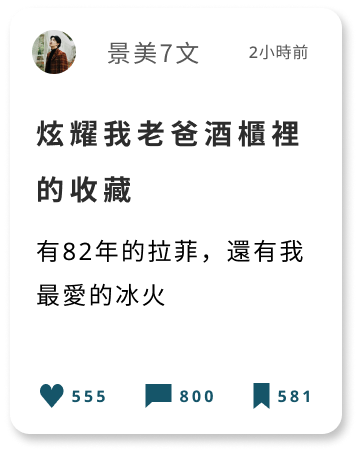 景美7文
2小時前
炫耀我老爸酒櫃裡
的收藏
有82年的拉菲，還有我
最愛的冰火
555
800
581